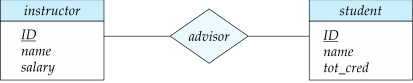 instructor
ID
name
salary
advisor
student
ID
name
tot_cred